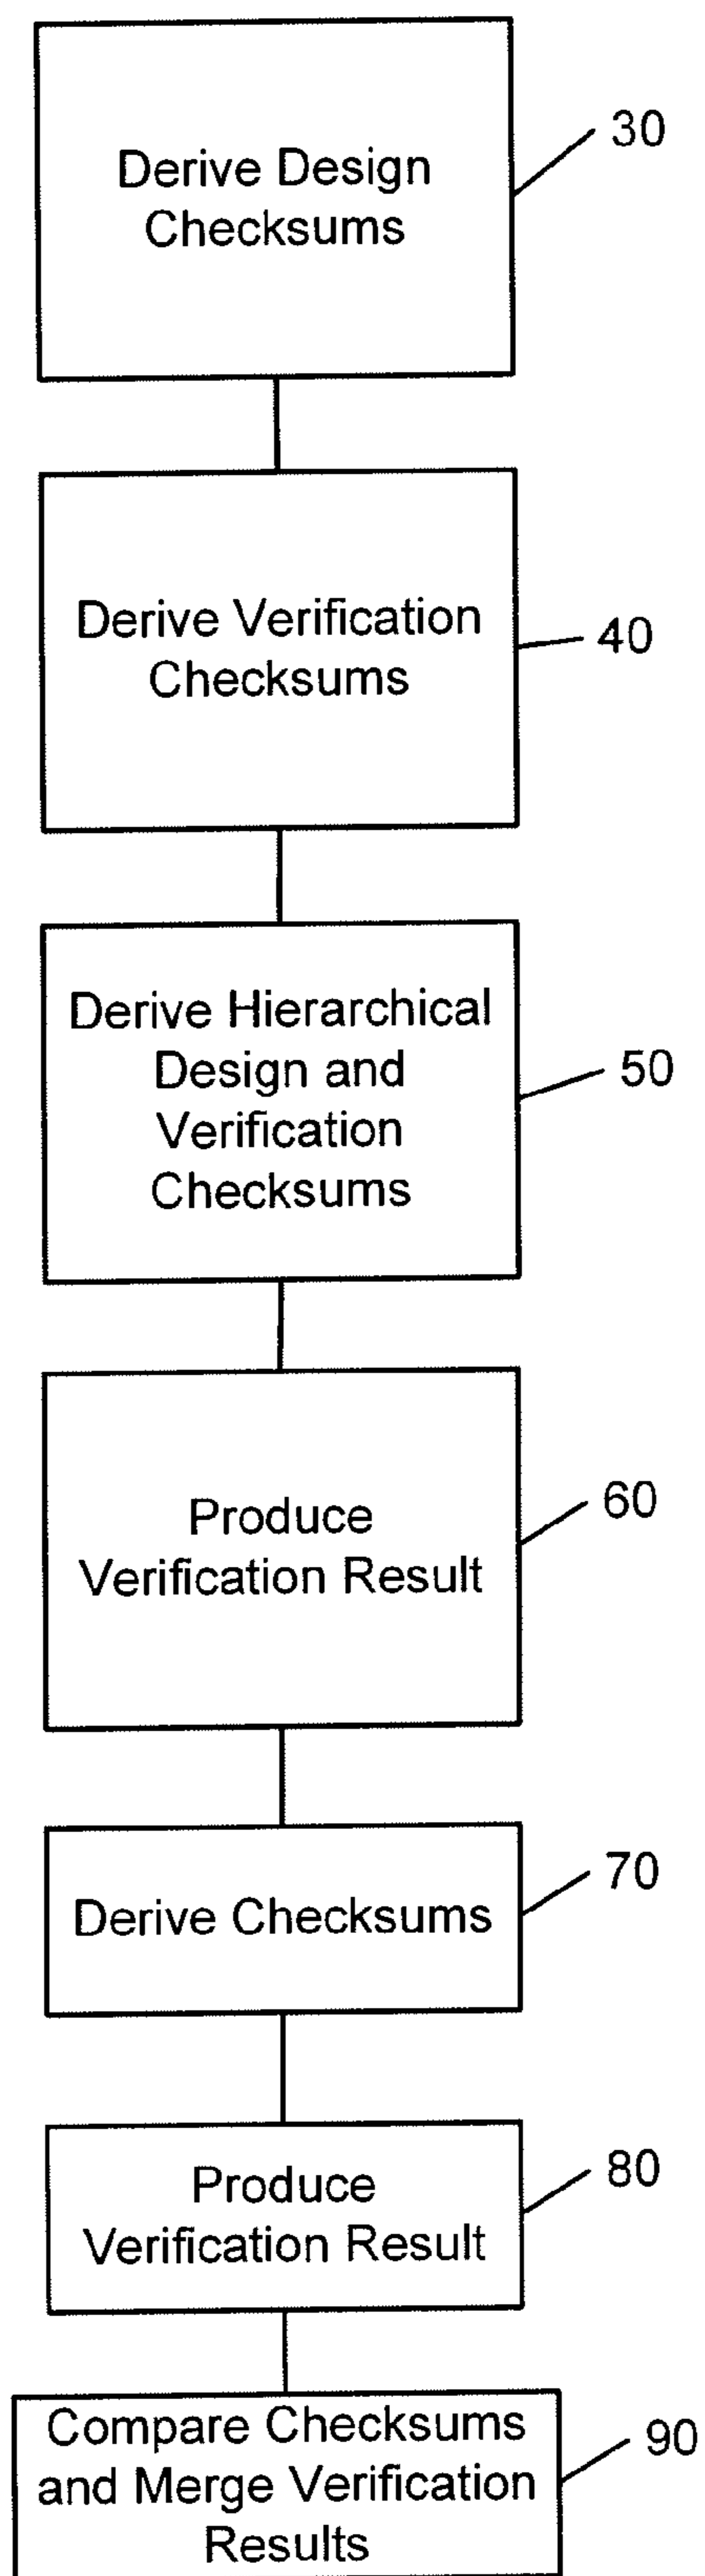 Derive Design
Checksums
30
Derive Verification
Checksums
40
Derive Hierarchical
Design and
Verification
Checksums
50
Produce
Verification Result
60
Derive Checksums
70
Produce
Verification Result
80
Compare Checksums
and Merge Verification
Results
90